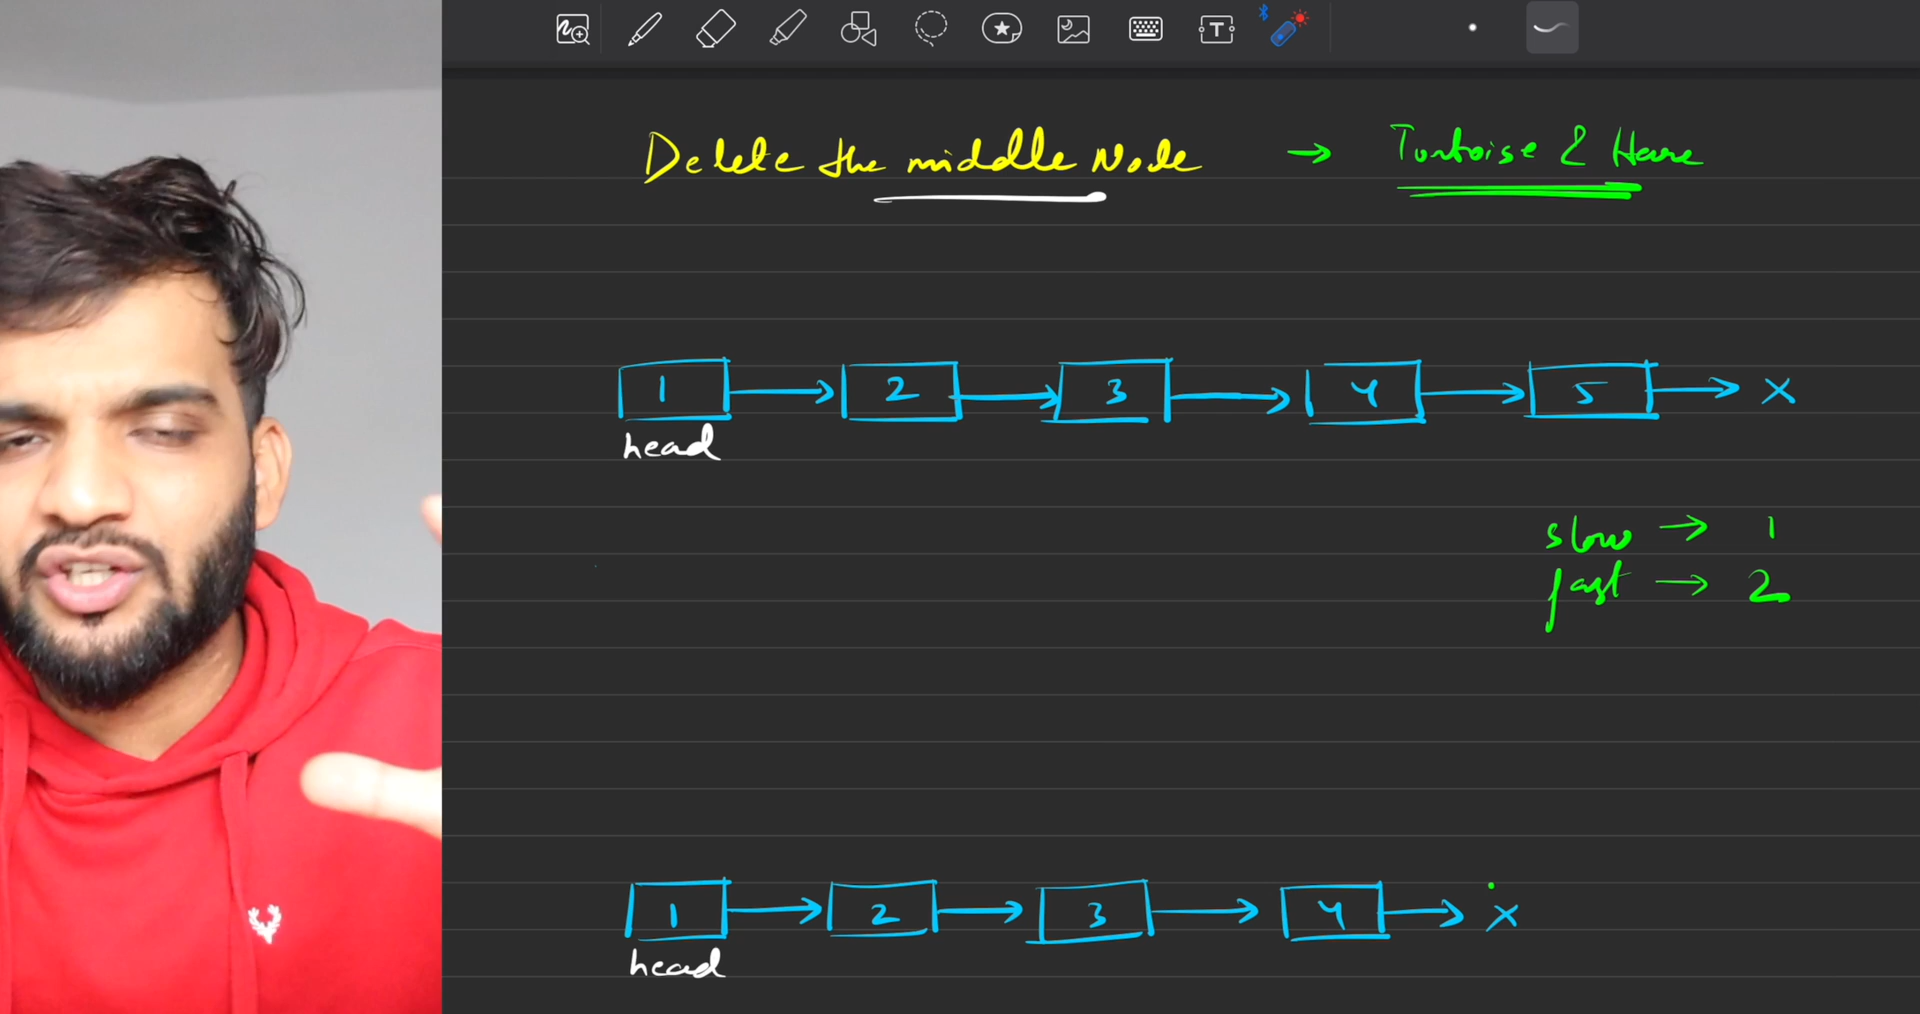 Delete the middle Node → Tortoise & Hare
1 → 2 → 3 → 4 → 5 → x
head
slow → 1
fast → 2
1 → 2 → 3 → 4 → x
head